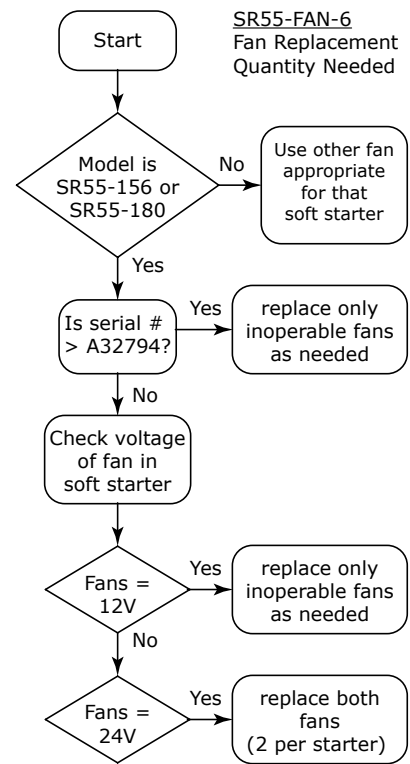 SR55-FAN-6
Fan Replacement
Quantity Needed
Start
Model is
SR55-156 or
SR55-180
No
Use other fan
appropriate
for that
soft starter
Yes
Is serial #
> A32794?
Yes
replace only
inoperable fans
as needed
No
Check voltage
of fan in
soft starter
Fans =
12V
Yes
replace only
inoperable fans
as needed
No
Fans =
24V
Yes
replace both
fans
(2 per starter)